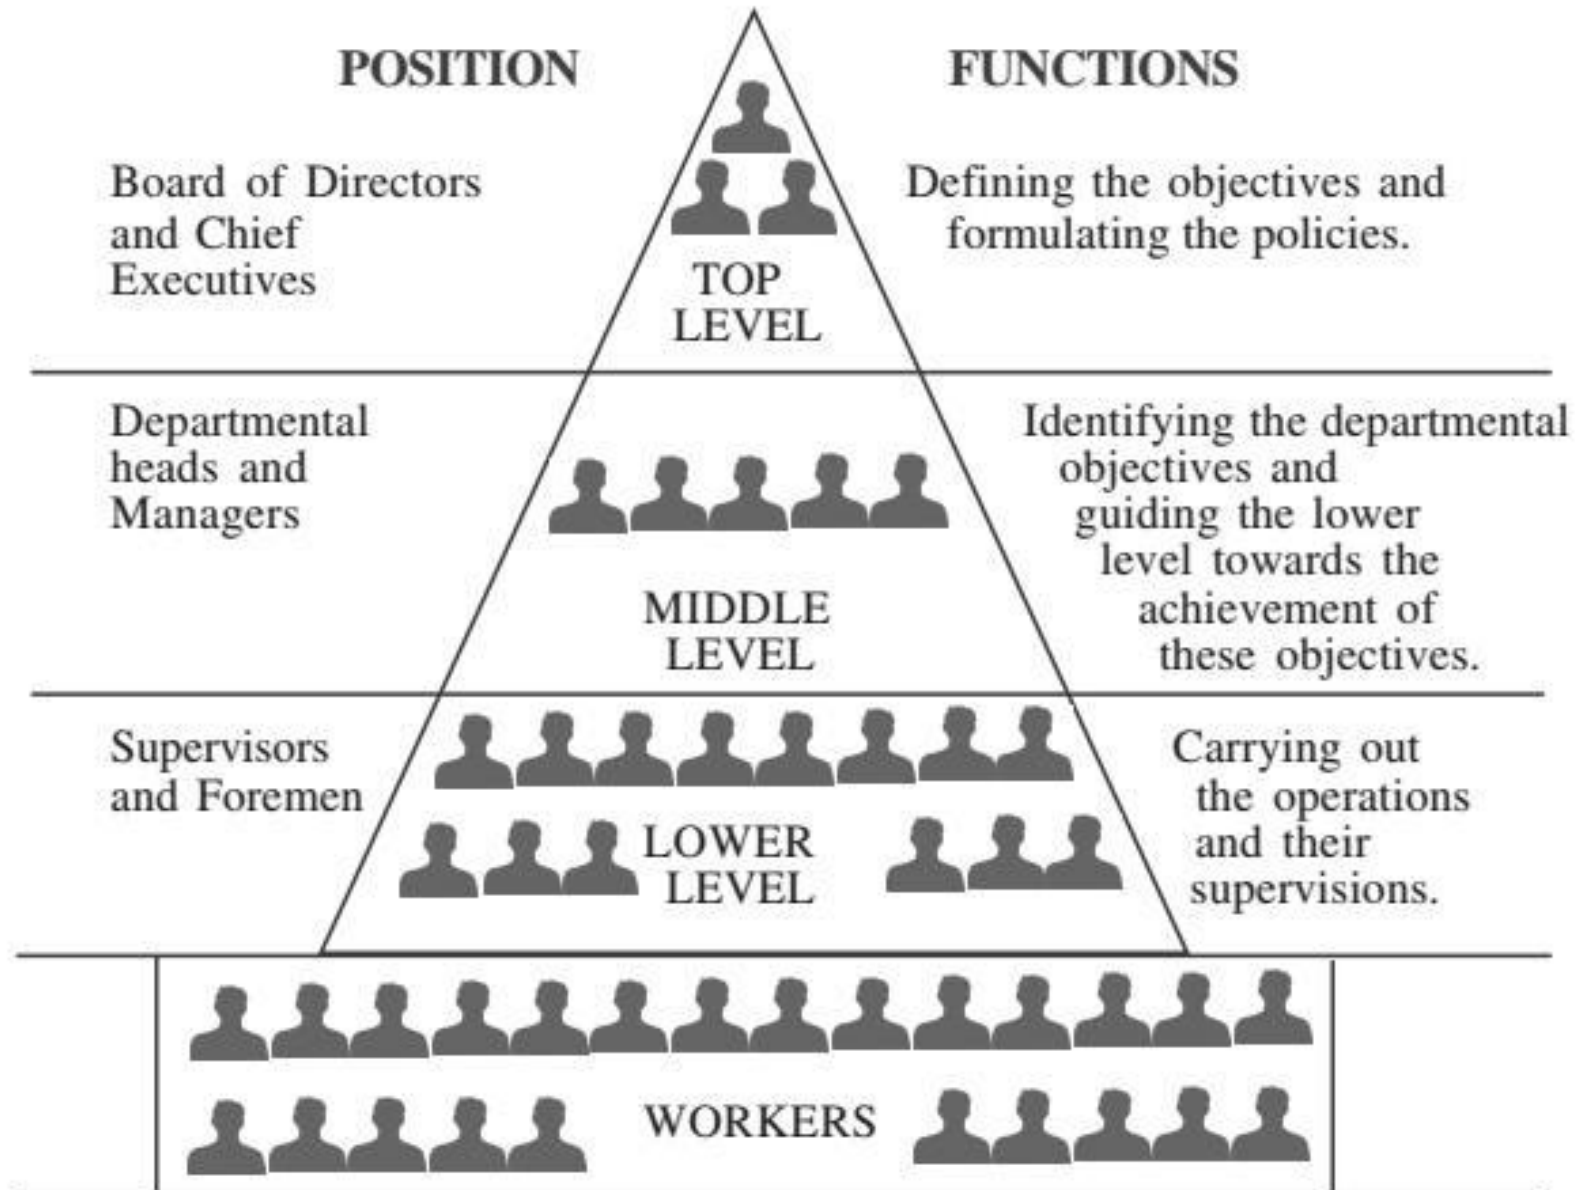 POSITION
FUNCTIONS
Board of Directors
and Chief
Executives
TOP
LEVEL
Defining the objectives and
formulating the policies.
Departmental
heads and
Managers
MIDDLE
LEVEL
Identifying the departmental
objectives and
guiding the lower
level towards the
achievement of
these objectives.
Supervisors
and Foremen
LOWER
LEVEL
Carrying out
the operations
and their
supervisions.
WORKERS